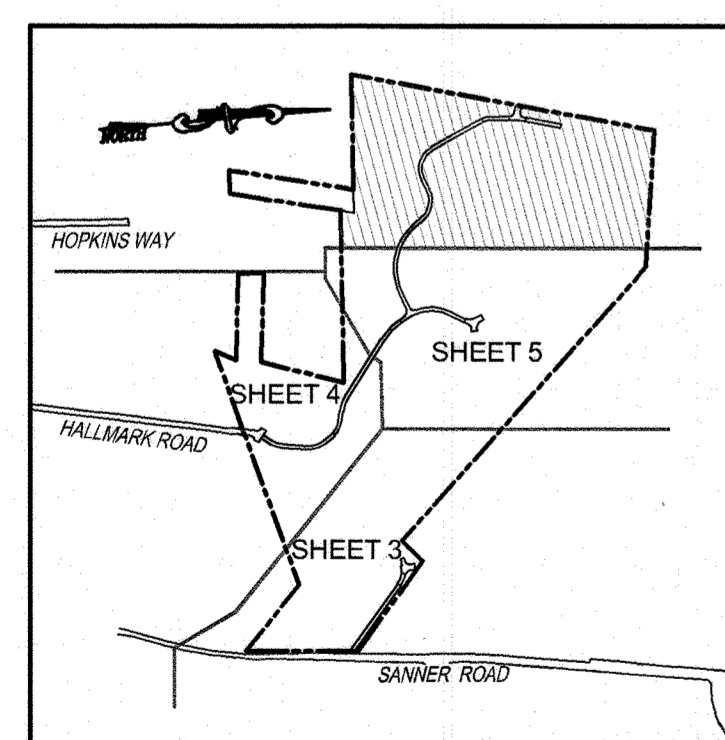 NORTH
HOPKINS WAY
SHEET 5
SHEET 4
HALLMARK ROAD
SHEET 3
SANNER ROAD